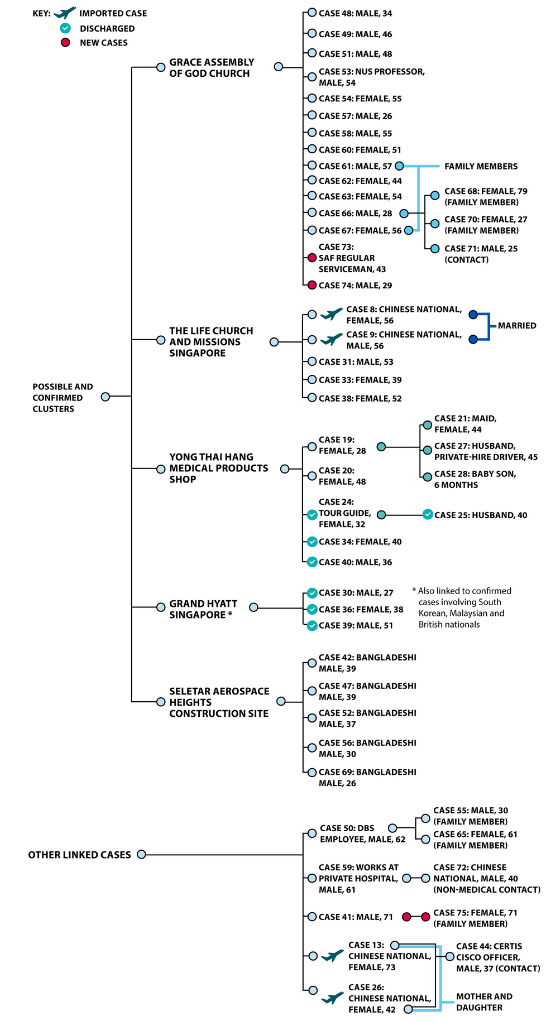 KEY:
IMPORTED CASE
DISCHARGED
NEW CASES
POSSIBLE AND
CONFIRMED
CLUSTERS
GRACE ASSEMBLY
OF GOD CHURCH
CASE 48: MALE, 34
CASE 49: MALE, 46
CASE 51: MALE, 48
CASE 53: NUS PROFESSOR,
MALE, 54
CASE 54: FEMALE, 55
CASE 57: MALE, 26
CASE 58: MALE, 55
CASE 60: FEMALE, 51
CASE 61: MALE, 57
CASE 62: FEMALE, 44
CASE 63: FEMALE, 54
CASE 66: MALE, 28
CASE 67: FEMALE, 56
CASE 73:
SAF REGULAR
SERVICEMAN, 43
CASE 74: MALE, 29
FAMILY MEMBERS
CASE 68: FEMALE, 79
(FAMILY MEMBER)
CASE 70: FEMALE, 27
(FAMILY MEMBER)
CASE 71: MALE, 25
(CONTACT)
THE LIFE CHURCH
AND MISSIONS
SINGAPORE
CASE 8: CHINESE NATIONAL,
FEMALE, 56
CASE 9: CHINESE NATIONAL,
MALE, 56
MARRIED
CASE 31: MALE, 53
CASE 33: FEMALE, 39
CASE 38: FEMALE, 52
YONG THAI HANG
MEDICAL PRODUCTS
SHOP
CASE 19:
FEMALE, 28
CASE 21: MAID,
FEMALE, 44
CASE 27: HUSBAND,
PRIVATE-HIRE DRIVER, 45
CASE 28: BABY SON,
6 MONTHS
CASE 20:
FEMALE, 48
CASE 24:
TOUR GUIDE,
FEMALE, 32
CASE 25: HUSBAND, 40
CASE 34: FEMALE, 40
CASE 40: MALE, 36
GRAND HYATT
SINGAPORE *
CASE 30: MALE, 27
CASE 36: FEMALE, 38
CASE 39: MALE, 51
* Also linked to confirmed
cases involving South
Korean, Malaysian and
British nationals
SELETAR AEROSPACE
HEIGHTS
CONSTRUCTION SITE
CASE 42: BANGLADESHI
MALE, 39
CASE 47: BANGLADESHI
MALE, 39
CASE 52: BANGLADESHI
MALE, 37
CASE 56: BANGLADESHI
MALE, 30
CASE 69: BANGLADESHI
MALE, 26
OTHER LINKED CASES
CASE 50: DBS
EMPLOYEE, MALE, 62
CASE 55: MALE, 30
(FAMILY MEMBER)
CASE 65: FEMALE, 61
(FAMILY MEMBER)
CASE 59: WORKS AT
PRIVATE HOSPITAL,
MALE, 61
CASE 72: CHINESE
NATIONAL, MALE, 40
(NON-MEDICAL CONTACT)
CASE 41: MALE, 71
CASE 75: FEMALE, 71
(FAMILY MEMBER)
CASE 13:
CHINESE NATIONAL,
FEMALE, 73
CASE 44: CERTIS
CISCO OFFICER,
MALE, 37 (CONTACT)
CASE 26:
CHINESE NATIONAL,
FEMALE, 42
MOTHER AND
DAUGHTER